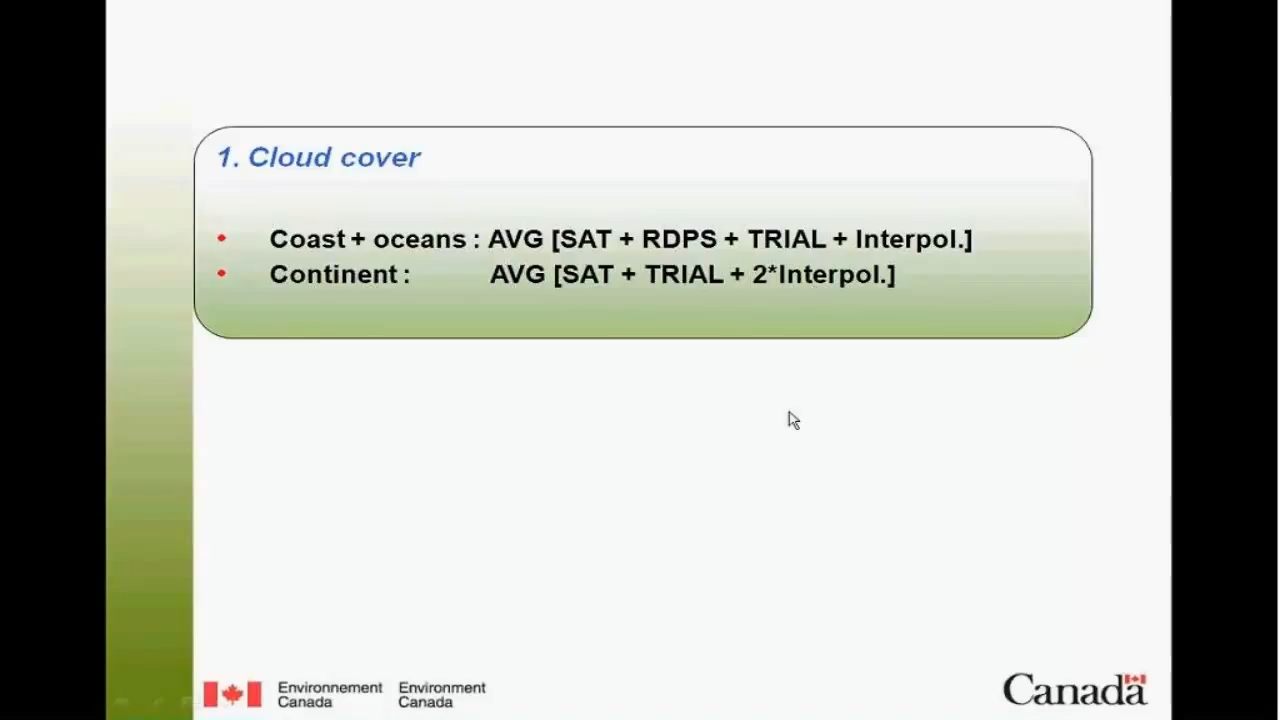 1. Cloud cover
• Coast + oceans : AVG [SAT + RDPS + TRIAL + Interpol.]
• Continent : AVG [SAT + TRIAL + 2*Interpol.]
Environnement Canada
Environment Canada
Canada